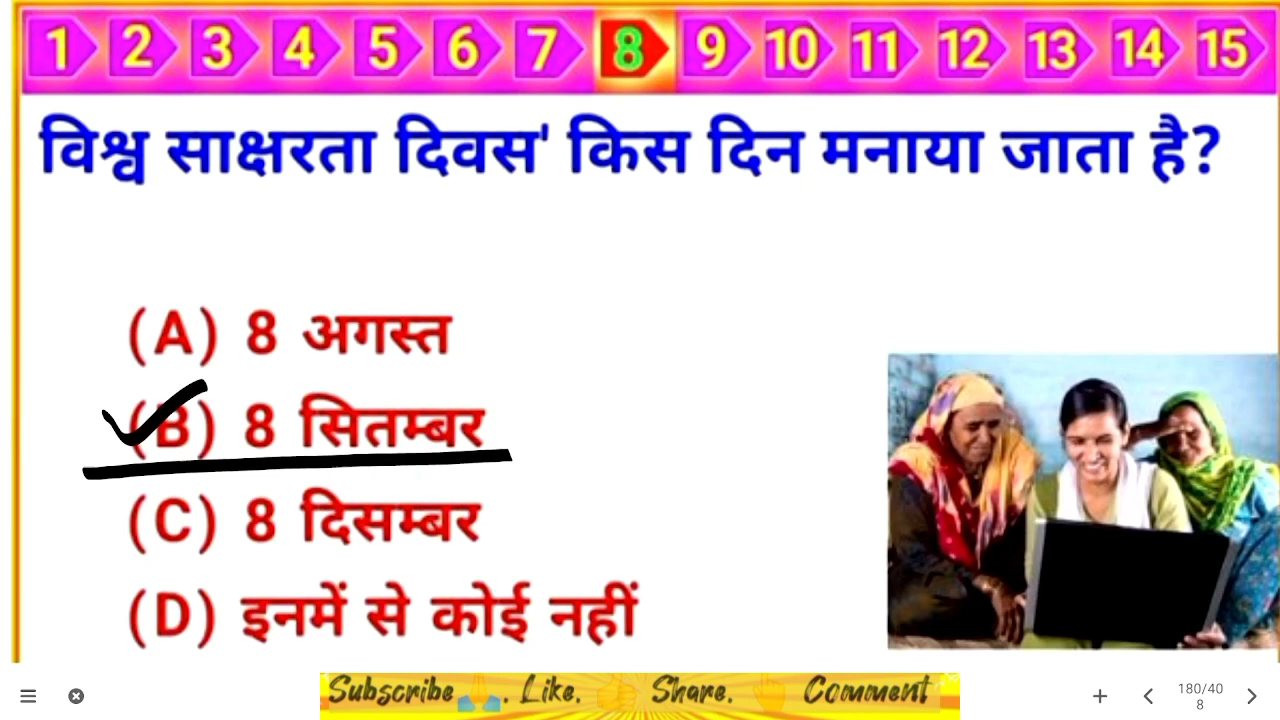 1 2 3 4 5 6 7 8 9 10 11 12 13 14 15
विश्व साक्षरता दिवस' किस दिन मनाया जाता है?
(A) 8 अगस्त
(B) 8 सितम्बर
(C) 8 दिसम्बर
(D) इनमें से कोई नहीं
Subscribe🙏. Like.👍 Share.👇 Comment
180/40
8